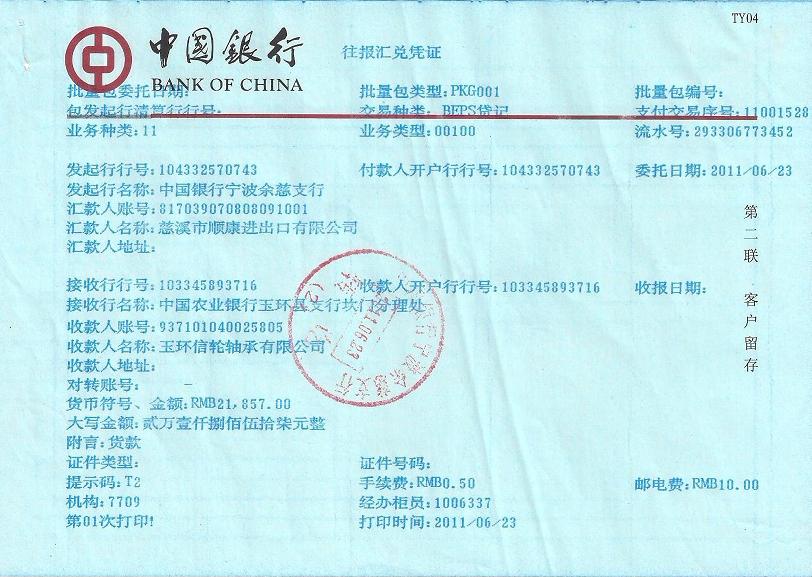 TY04
中國銀行
往报汇兑凭证
BANK OF CHINA
批量包委托日期:
批量包类型:PKG001
批量包编号:
包发起行清算行行号:
交易种类: BEPS贷记
支付交易序号:11001528
业务种类:11
业务类型:00100
流水号:293306773452
发起行行号:104332570743
付款人开户行行号:104332570743
委托日期:2011/06/23
发起行名称:中国银行宁波余慈支行
汇款人账号:817039070808091001
汇款人名称:慈溪市顺康进出口有限公司
汇款人地址:
接收行行号:103345893716
收款人开户行行号:103345893716
收报日期:
接收行名称:中国农业银行玉环县支行坎门分理处
收款人账号:937101040025805
收款人名称:玉环信轮轴承有限公司
收款人地址:
对转账号: -
货币符号、金额:RMB21,857.00
大写金额:贰万壹仟捌佰伍拾柒元整
附言:货款
证件类型:
证件号码:
提示码:T2
手续费:RMB0.50
邮电费:RMB10.00
机构:7709
经办柜员:1006337
第01次打印!
打印时间:2011/06/23
第二联 客户留存
11.06.23